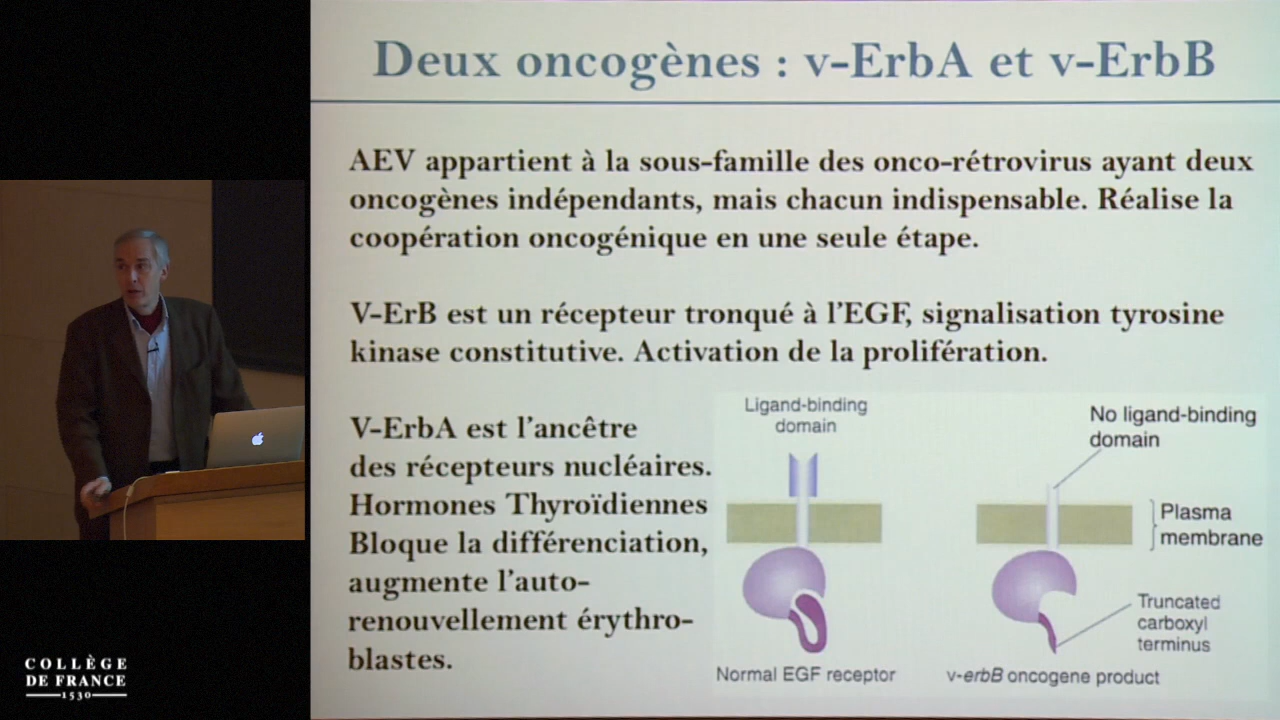 Deux oncogènes : v-ErbA et v-ErbB
AEV appartient à la sous-famille des onco-rétrovirus ayant deux
oncogènes indépendants, mais chacun indispensable. Réalise la
coopération oncogénique en une seule étape.
V-ErB est un récepteur tronqué à l'EGF, signalisation tyrosine
kinase constitutive. Activation de la prolifération.
V-ErbA est l'ancêtre
des récepteurs nucléaires.
Hormones Thyroïdiennes
Bloque la différenciation,
augmente l'auto-
renouvellement érythro-
blastes.
Ligand-binding
domain
No ligand-binding
domain
Plasma
membrane
Truncated
carboxyl
terminus
Normal EGF receptor
v-erbB oncogene product
COLLÈGE
DE FRANCE
1530